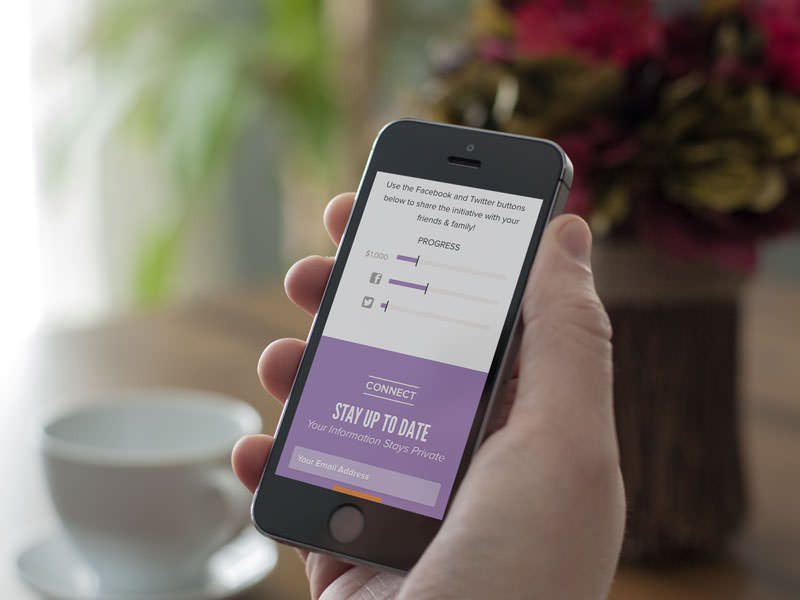 Use the Facebook and Twitter buttons
below to share the initiative with your
friends & family!
PROGRESS
$1,000
CONNECT
STAY UP TO DATE
Your Information Stays Private
Your Email Address